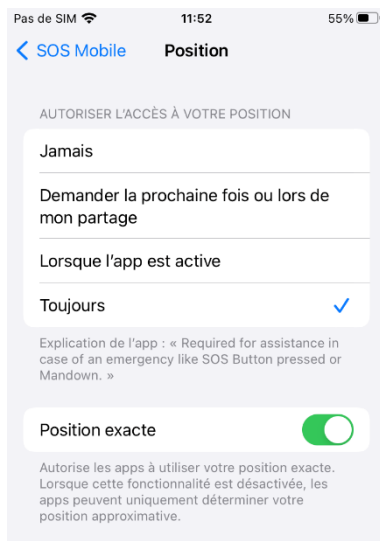 Pas de SIM 11:52 55%
SOS Mobile Position
AUTORISER L'ACCÈS À VOTRE POSITION
Jamais
Demander la prochaine fois ou lors de
mon partage
Lorsque l'app est active
Toujours
Explication de l'app : « Required for assistance in
case of an emergency like SOS Button pressed or
Mandown. »
Position exacte
Autorise les apps à utiliser votre position exacte.
Lorsque cette fonctionnalité est désactivée, les
apps peuvent uniquement déterminer votre
position approximative.